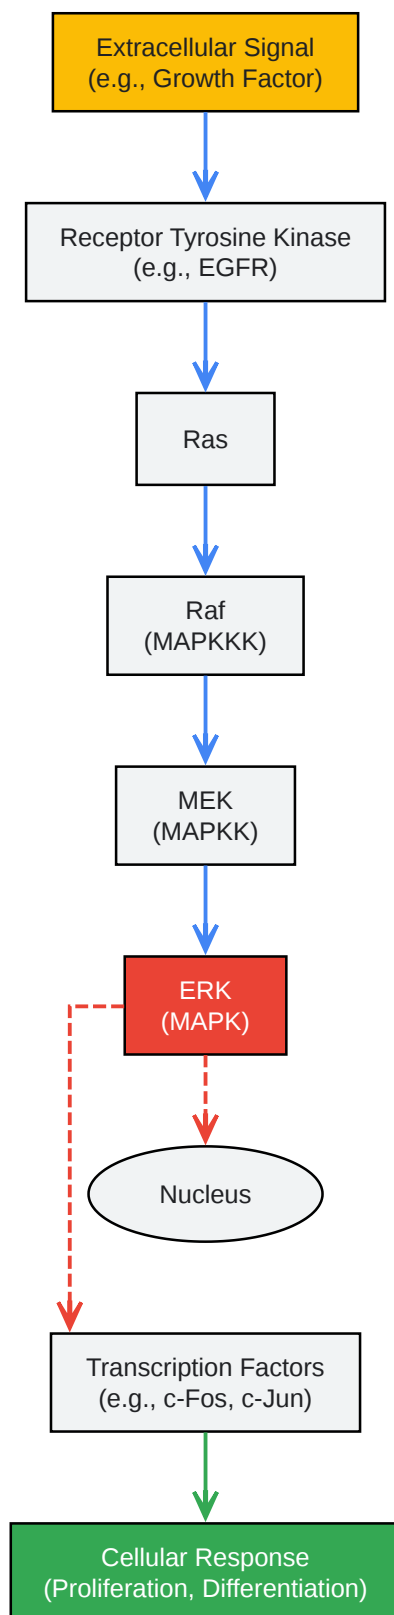 Extracellular Signal
(e.g., Growth Factor)
Receptor Tyrosine Kinase
(e.g., EGFR)
Ras
Raf
(MAPKKK)
MEK
(MAPKK)
ERK
(MAPK)
Nucleus
Transcription Factors
(e.g., c-Fos, c-Jun)
Cellular Response
(Proliferation, Differentiation)